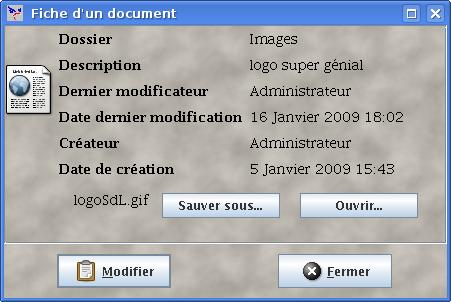 Fiche d'un document
Dossier Images
Description logo super génial
Dernier modificateur Administrateur
Date dernier modification 16 Janvier 2009 18:02
Créateur Administrateur
Date de création 5 Janvier 2009 15:43
logoSdL.gif Sauver sous... Ouvrir...
Modifier Fermer